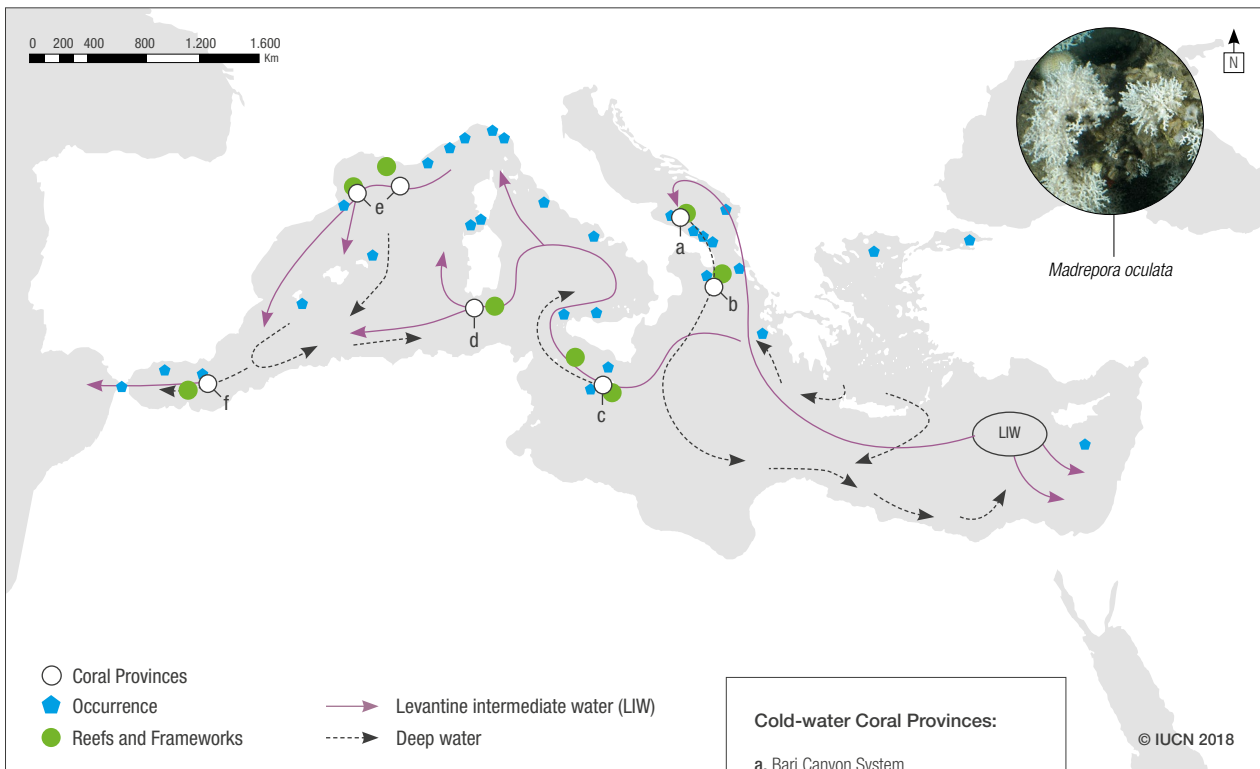 0 200 400 800 1.200 1.600
Km
N
Madrepora oculata
e
a
b
d
c
f
LIW
Coral Provinces
Occurrence
Reefs and Frameworks
Levantine intermediate water (LIW)
Deep water
Cold-water Coral Provinces:
a. Bari Canyon System
© IUCN 2018